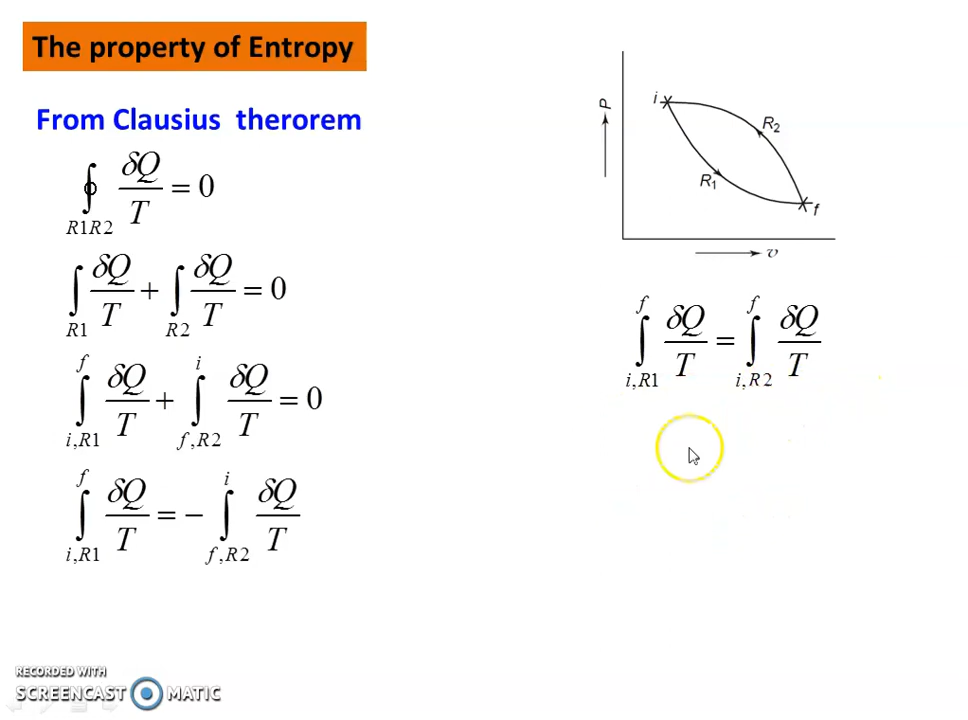 The property of Entropy
From Clausius therorem
∮_{R1R2} δQ/T = 0
∫_{R1} δQ/T + ∫_{R2} δQ/T = 0
∫_{i,R1}^{f} δQ/T + ∫_{f,R2}^{i} δQ/T = 0
∫_{i,R1}^{f} δQ/T = − ∫_{f,R2}^{i} δQ/T
P
i
R₂
R₁
f
v
∫_{i,R1}^{f} δQ/T = ∫_{i,R2}^{f} δQ/T
RECORDED WITH
SCREENCAST MATIC